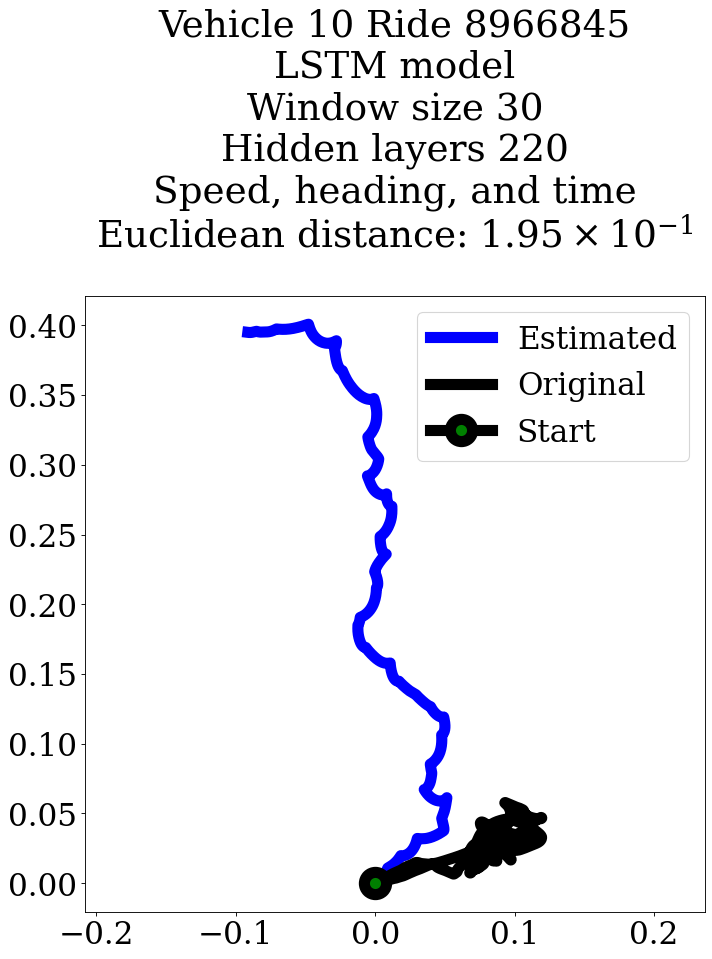 Vehicle 10 Ride 8966845
LSTM model
Window size 30
Hidden layers 220
Speed, heading, and time
Euclidean distance: 1.95 × 10⁻¹
Estimated
Original
Start
0.40
0.35
0.30
0.25
0.20
0.15
0.10
0.05
0.00
−0.2 −0.1 0.0 0.1 0.2